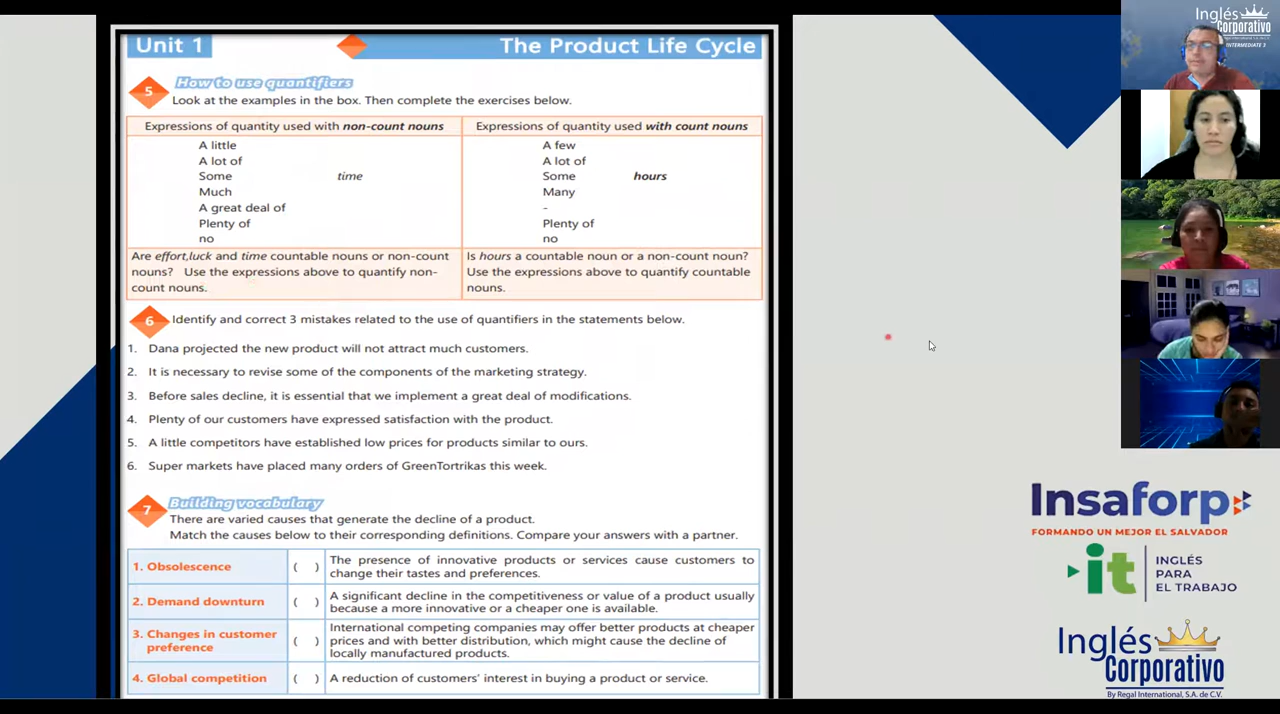 Unit 1
The Product Life Cycle
5
How to use quantifiers
Look at the examples in the box. Then complete the exercises below.
Expressions of quantity used with non-count nouns
A little
A lot of
Some
time
Much
A great deal of
Plenty of
no
Are effort,luck and time countable nouns or non-count
nouns? Use the expressions above to quantify non-
count nouns.
Expressions of quantity used with count nouns
A few
A lot of
Some
hours
Many
-
Plenty of
no
Is hours a countable noun or a non-count noun?
Use the expressions above to quantify countable
nouns.
6
Identify and correct 3 mistakes related to the use of quantifiers in the statements below.
1. Dana projected the new product will not attract much customers.
2. It is necessary to revise some of the components of the marketing strategy.
3. Before sales decline, it is essential that we implement a great deal of modifications.
4. Plenty of our customers have expressed satisfaction with the product.
5. A little competitors have established low prices for products similar to ours.
6. Super markets have placed many orders of GreenTortrikas this week.
7
Building vocabulary
There are varied causes that generate the decline of a product.
Match the causes below to their corresponding definitions. Compare your answers with a partner.
1. Obsolescence ( ) The presence of innovative products or services cause customers to
change their tastes and preferences.
2. Demand downturn ( ) A significant decline in the competitiveness or value of a product usually
because a more innovative or a cheaper one is available.
3. Changes in customer
preference
( )
International competing companies may offer better products at cheaper
prices and with better distribution, which might cause the decline of
locally manufactured products.
4. Global competition ( ) A reduction of customers' interest in buying a product or service.
Inglés
Corporativo
By Regal International, S.A. de C.V.
INTERMEDIATE 3
Insaforp
FORMANDO UN MEJOR EL SALVADOR
it
INGLÉS
PARA
EL TRABAJO
Inglés
Corporativo
By Regal International, S.A. de C.V.